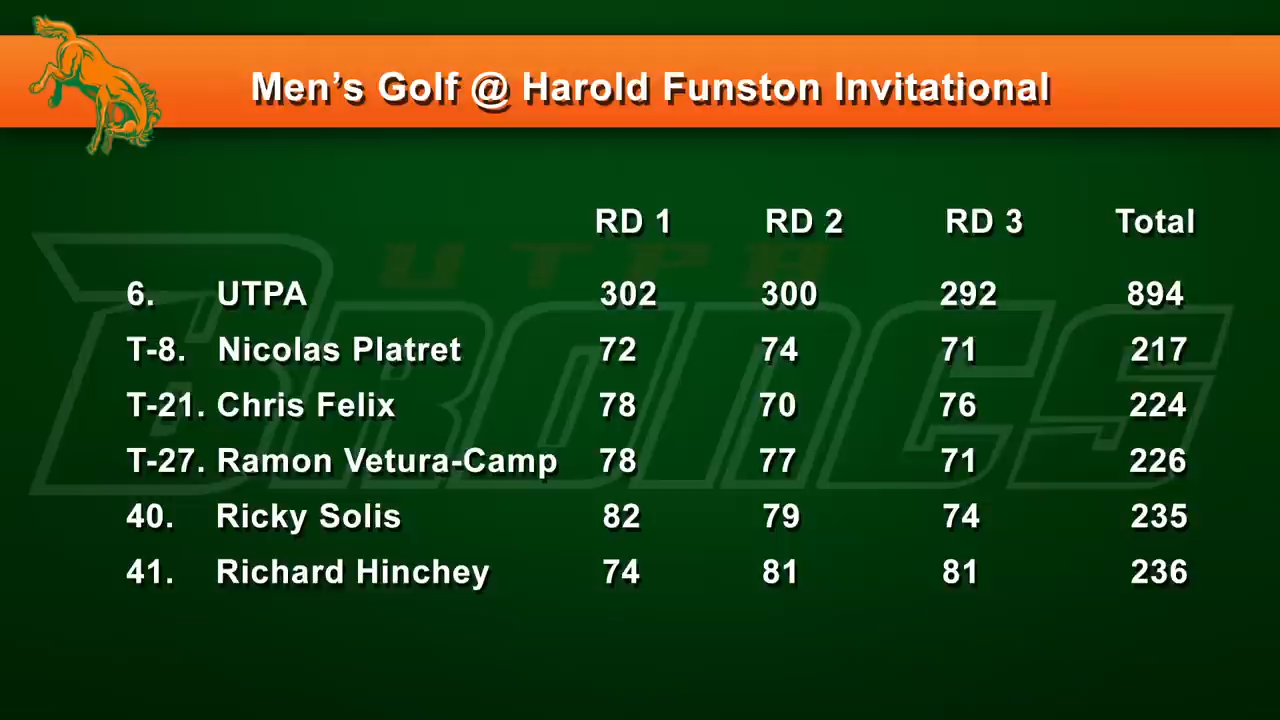 Men's Golf @ Harold Funston Invitational
RD 1 RD 2 RD 3 Total
UTPA
BRONCS
6. UTPA 302 300 292 894
T-8. Nicolas Platret 72 74 71 217
T-21. Chris Felix 78 70 76 224
T-27. Ramon Vetura-Camp 78 77 71 226
40. Ricky Solis 82 79 74 235
41. Richard Hinchey 74 81 81 236